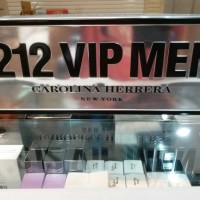 212 VIP MEN
CAROLINA HERRERA
NEW YORK